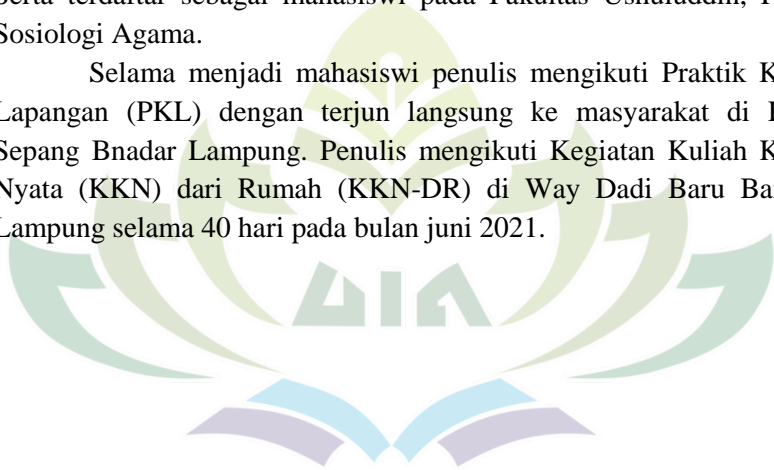 Serta terdaftar sebagai mahasiswi pada Fakultas Ushuluddin,
Sosiologi Agama.
Selama menjadi mahasiswi penulis mengikuti Praktik K
Lapangan (PKL) dengan terjun langsung ke masyarakat di
Sepang Bnadar Lampung. Penulis mengikuti Kegiatan Kuliah K
Nyata (KKN) dari Rumah (KKN-DR) di Way Dadi Baru
Lampung selama 40 hari pada bulan juni 2021.
UIN